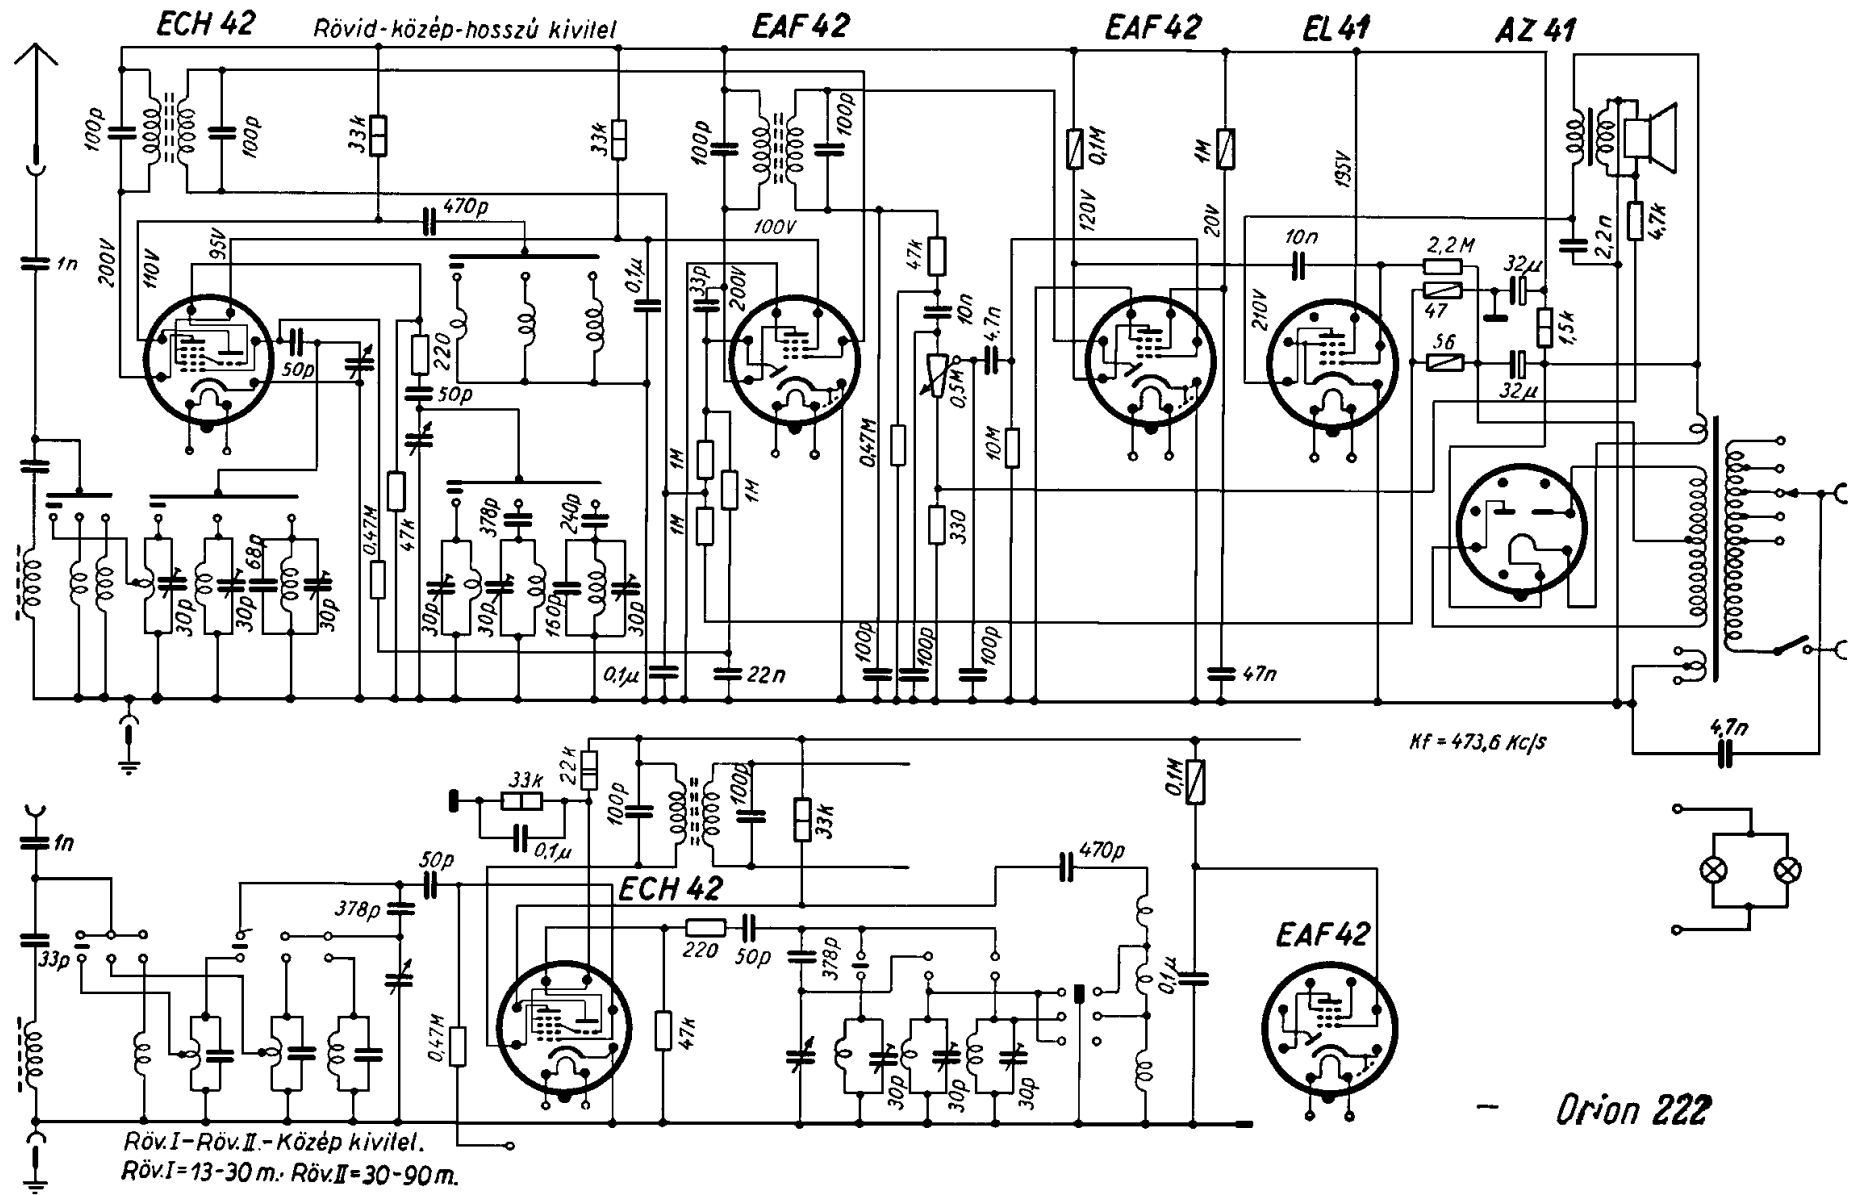 ECH 42
Rövid-közép-hosszú kivitel
EAF 42
EAF 42
EL 41
AZ 41
100p
100p
33k
33k
100p
100p
0,1M
1M
195V
1n
200V
110V
95V
470p
0,1μ
33p
200V
100V
47k
10n
4,7n
120V
20V
210V
10n
2,2M
47
56
32μ
32μ
1,5k
2,2n
4,7k
50p
220
50p
0,5M
0,47M
10M
330
1M
1M
1M
0,47M
47k
378p
240p
68p
30p
30p
30p
30p
30p
160p
30p
0,1μ
22n
100p
100p
100p
47n
4,7n
Kf = 473,6 Kc/s
22k
33k
0,1μ
100p
100p
33k
0,1M
1n
50p
378p
ECH 42
470p
33p
220
50p
378p
0,1μ
EAF 42
0,47M
47k
30p
30p
30p
– Orion 222
Röv.I-Röv.II.-Közép kivitel.
Röv.I=13-30 m. Röv.II=30-90 m.